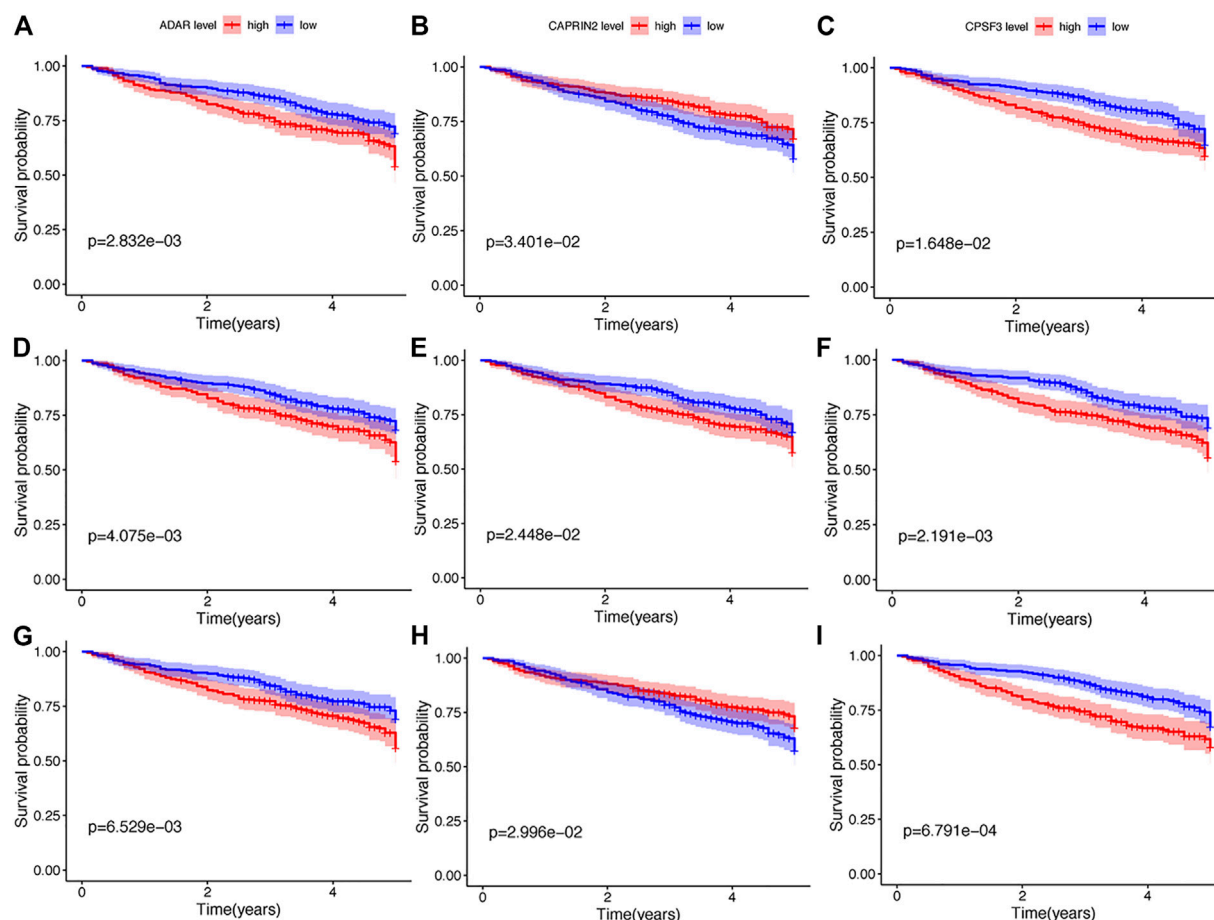 A
ADAR level high low
Survival probability
1.00
0.75
0.50
0.25
0.00
p=2.832e−03
0 2 4
Time(years)
B
CAPRIN2 level high low
Survival probability
1.00
0.75
0.50
0.25
0.00
p=3.401e−02
0 2 4
Time(years)
C
CPSF3 level high low
Survival probability
1.00
0.75
0.50
0.25
0.00
p=1.648e−02
0 2 4
Time(years)
D
Survival probability
1.00
0.75
0.50
0.25
0.00
p=4.075e−03
0 2 4
Time(years)
E
Survival probability
1.00
0.75
0.50
0.25
0.00
p=2.448e−02
0 2 4
Time(years)
F
Survival probability
1.00
0.75
0.50
0.25
0.00
p=2.191e−03
0 2 4
Time(years)
G
Survival probability
1.00
0.75
0.50
0.25
0.00
p=6.529e−03
0 2 4
Time(years)
H
Survival probability
1.00
0.75
0.50
0.25
0.00
p=2.996e−02
0 2 4
Time(years)
I
Survival probability
1.00
0.75
0.50
0.25
0.00
p=6.791e−04
0 2 4
Time(years)